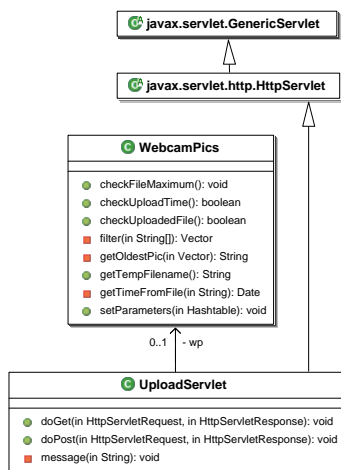 javax.servlet.GenericServlet
javax.servlet.http.HttpServlet
WebcamPics
checkFileMaximum(): void
checkUploadTime(): boolean
checkUploadedFile(): boolean
filter(in String[]): Vector
getOldestPic(in Vector): String
getTempFilename(): String
getTimeFromFile(in String): Date
setParameters(in Hashtable): void
0..1 - wp
UploadServlet
doGet(in HttpServletRequest, in HttpServletResponse): void
doPost(in HttpServletRequest, in HttpServletResponse): void
message(in String): void